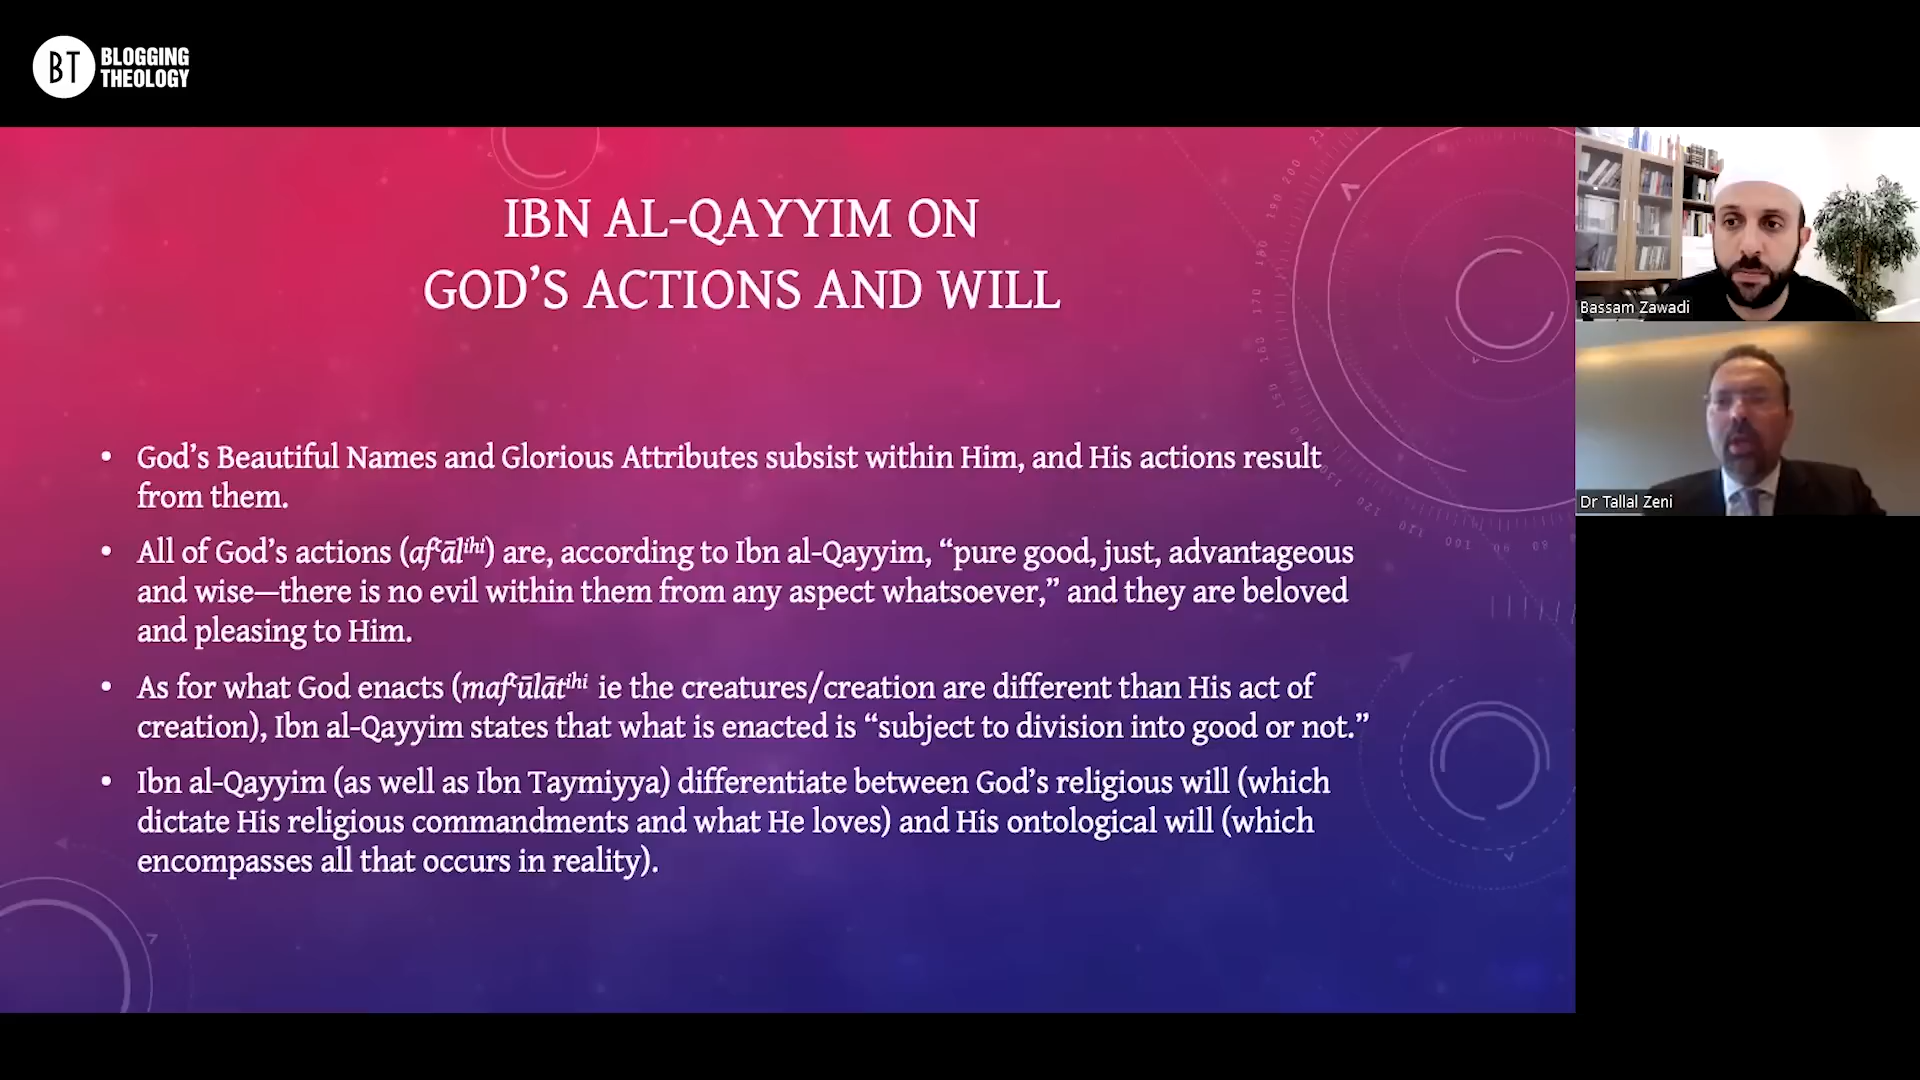 BT BLOGGING
THEOLOGY
IBN AL-QAYYIM ON
GOD’S ACTIONS AND WILL
• God’s Beautiful Names and Glorious Attributes subsist within Him, and His actions result
from them.
• All of God’s actions (afʿālihi) are, according to Ibn al-Qayyim, “pure good, just, advantageous
and wise—there is no evil within them from any aspect whatsoever,” and they are beloved
and pleasing to Him.
• As for what God enacts (mafʿūlātihi ie the creatures/creation are different than His act of
creation), Ibn al-Qayyim states that what is enacted is “subject to division into good or not.”
• Ibn al-Qayyim (as well as Ibn Taymiyya) differentiate between God’s religious will (which
dictate His religious commandments and what He loves) and His ontological will (which
encompasses all that occurs in reality).
Bassam Zawadi
Dr Tallal Zeni